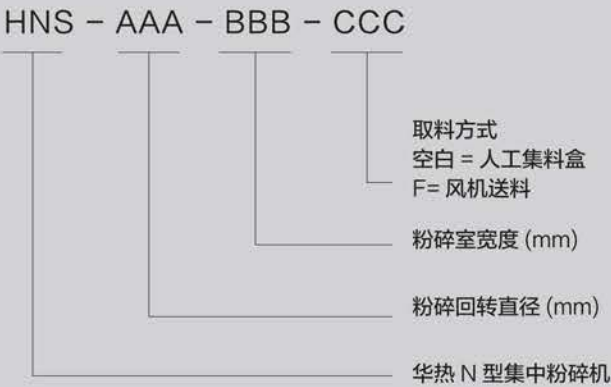 HNS – AAA – BBB – CCC
取料方式
空白 = 人工集料盒
F= 风机送料
粉碎室宽度 (mm)
粉碎回转直径 (mm)
华热 N 型集中粉碎机